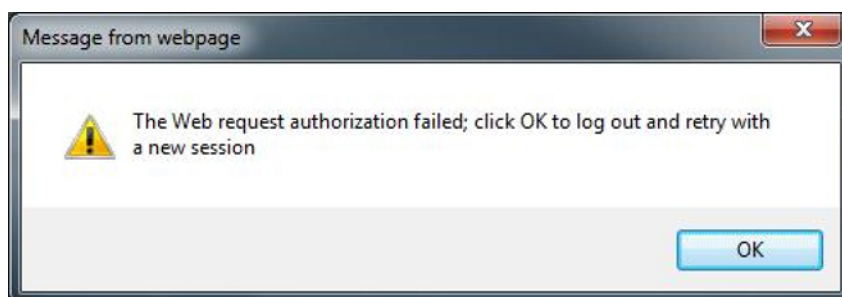 Message from webpage
The Web request authorization failed; click OK to log out and retry with
a new session
OK